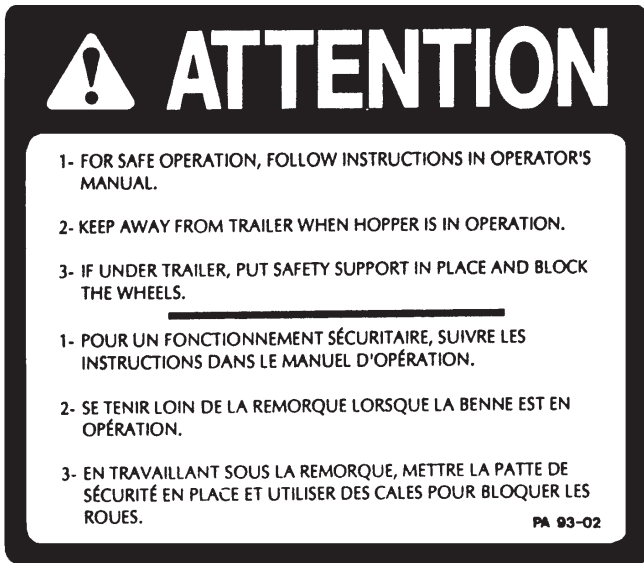 ATTENTION
1- FOR SAFE OPERATION, FOLLOW INSTRUCTIONS IN OPERATOR'S
MANUAL.
2- KEEP AWAY FROM TRAILER WHEN HOPPER IS IN OPERATION.
3- IF UNDER TRAILER, PUT SAFETY SUPPORT IN PLACE AND BLOCK
THE WHEELS.
1- POUR UN FONCTIONNEMENT SÉCURITAIRE, SUIVRE LES
INSTRUCTIONS DANS LE MANUEL D'OPÉRATION.
2- SE TENIR LOIN DE LA REMORQUE LORSQUE LA BENNE EST EN
OPÉRATION.
3- EN TRAVAILLANT SOUS LA REMORQUE, METTRE LA PATTE DE
SÉCURITÉ EN PLACE ET UTILISER DES CALES POUR BLOQUER LES
ROUES.
PA 93-02